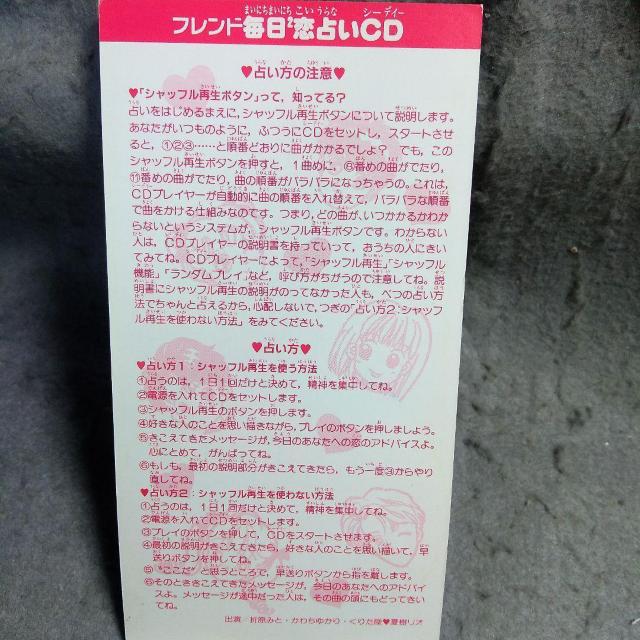 フレンド毎日²恋占いCD
♥占い方の注意♥
♥「シャッフル再生ボタン」って，知ってる？
占いをはじめるまえに，シャッフル再生ボタンについて説明します。
あなたがいつものように，ふつうにCDをセットし，スタートさせ
ると，①②③……と順番どおりに曲がかかるでしょ？　でも，この
シャッフル再生ボタンを押すと，1曲めに，⑥番めの曲がでたり，
⑪番めの曲がでたり，曲の順番がバラバラになっちゃうの。これは，
CDプレイヤーが自動的に曲の順番を入れ替えて，バラバラな順番
で曲をかける仕組みなのです。つまり，どの曲が，いつかかるかわか
らないというシステムが，シャッフル再生ボタンです。わからない
人は，CDプレイヤーの説明書を持っていって，おうちの人にきい
てみてね。CDプレイヤーによって，「シャッフル再生」「シャッフル
機能」「ランダムプレイ」など，呼び方がちがうので注意してね。説
明書にシャッフル再生の説明がのってなかった人も，べつの占い方
法でちゃんと占えるから，心配しないで，つぎの「占い方2：シャッフ
ル再生を使わない方法」をみてください。
♥占い方♥
♥占い方1：シャッフル再生を使う方法
①占うのは，1日1回だけと決めて，精神を集中してね。
②電源を入れてCDをセットします。
③シャッフル再生のボタンを押します。
④好きな人のことを思い描きながら，プレイのボタンを押しましょう。
⑤きこえてきたメッセージが，今日のあなたへの恋のアドバイスよ。
心にとめて，がんばってね。
⑥もしも，最初の説明部分がきこえてきたら，もう一度③からやり
直してね。
♥占い方2：シャッフル再生を使わない方法
①占うのは，1日1回だけと決めて，精神を集中してね。
②電源を入れてCDをセットします。
③プレイのボタンを押して，CDをスタートさせます。
④最初の説明がきこえてきたら，好きな人のことを思い描いて，早
送りボタンを押してね。
⑤“ここだ”と思うところで，早送りボタンから指を離します。
⑥そのときこえてきたメッセージが，今日のあなたへのアドバイ
スよ。メッセージが途中だった人は，その曲の頭にもどってきい
てね。
出演・折原みと・かわちゆかり・くりた陸♥夏樹リオ